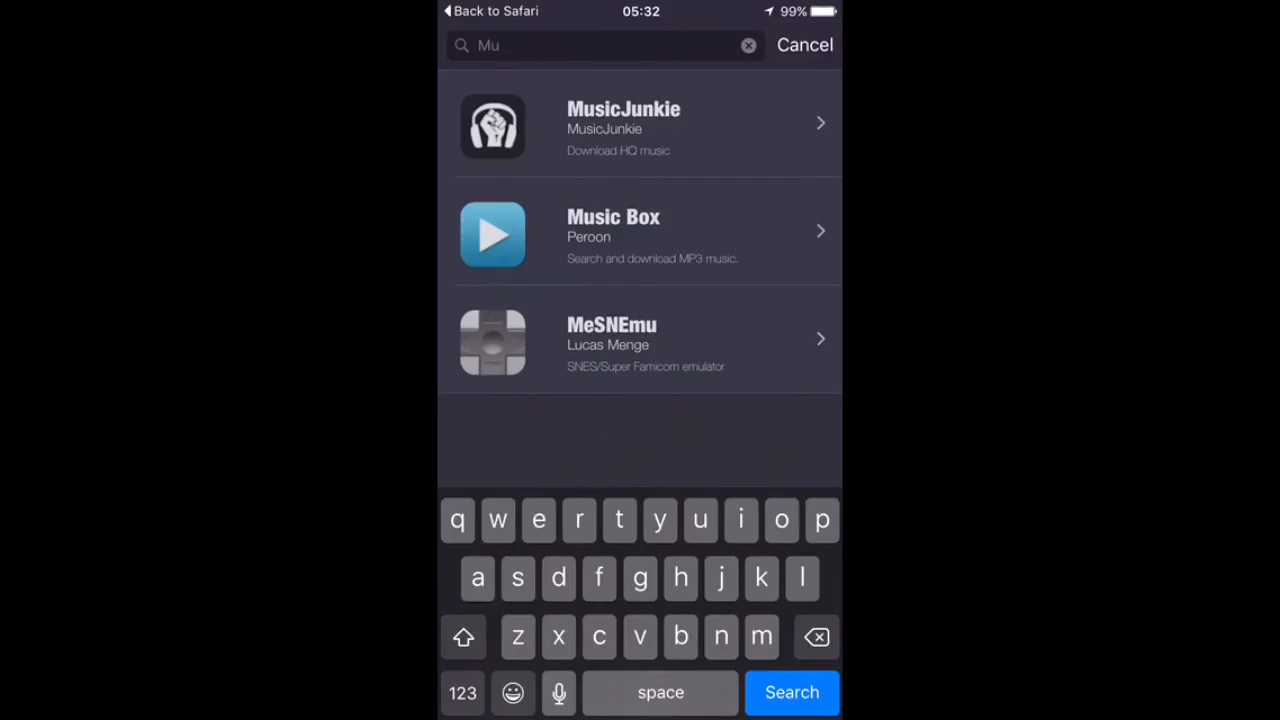 Back to Safari 05:32 99%
Mu Cancel
MusicJunkie
MusicJunkie
Download HQ music
Music Box
Peroon
Search and download MP3 music.
MeSNEmu
Lucas Menge
SNES/Super Famicom emulator
q w e r t y u i o p
a s d f g h j k l
z x c v b n m
123 space Search